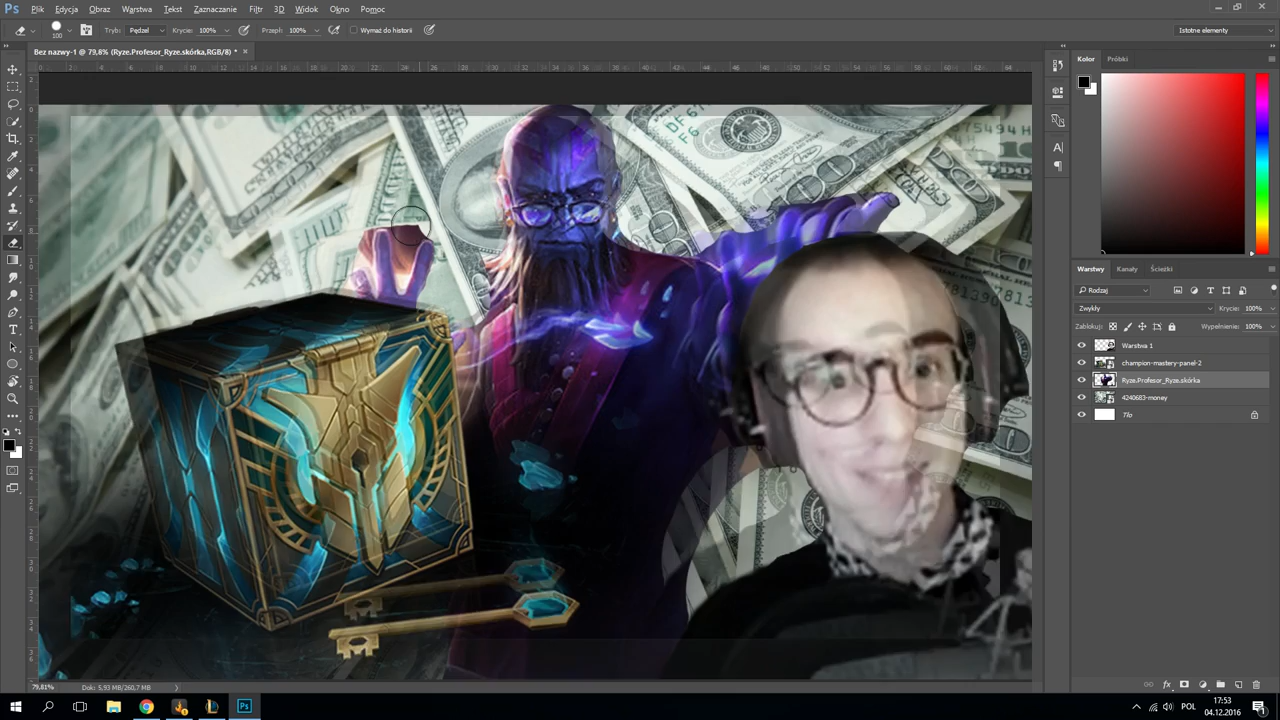 Ps Plik Edycja Obraz Warstwa Tekst Zaznaczanie Filtr 3D Widok Okno Pomoc
100 Tryb: Pędzel Krycie: 100% Przepł: 100% Wymaż do historii Istotne elementy
Bez nazwy-1 @ 79,8% (Ryze.Profesor_Ryze.skórka,RGB/8) *
Kolor Próbki
Warstwy Kanały Ścieżki
Rodzaj
Zwykły Krycie: 100%
Zablokuj: Wypełnienie: 100%
Warstwa 1
champion-mastery-panel-2
Ryze.Profesor_Ryze.skórka
4240683-money
Tło
79,81% Dok: 5,93 MB/260,7 MB
POL 17:53
04.12.2016